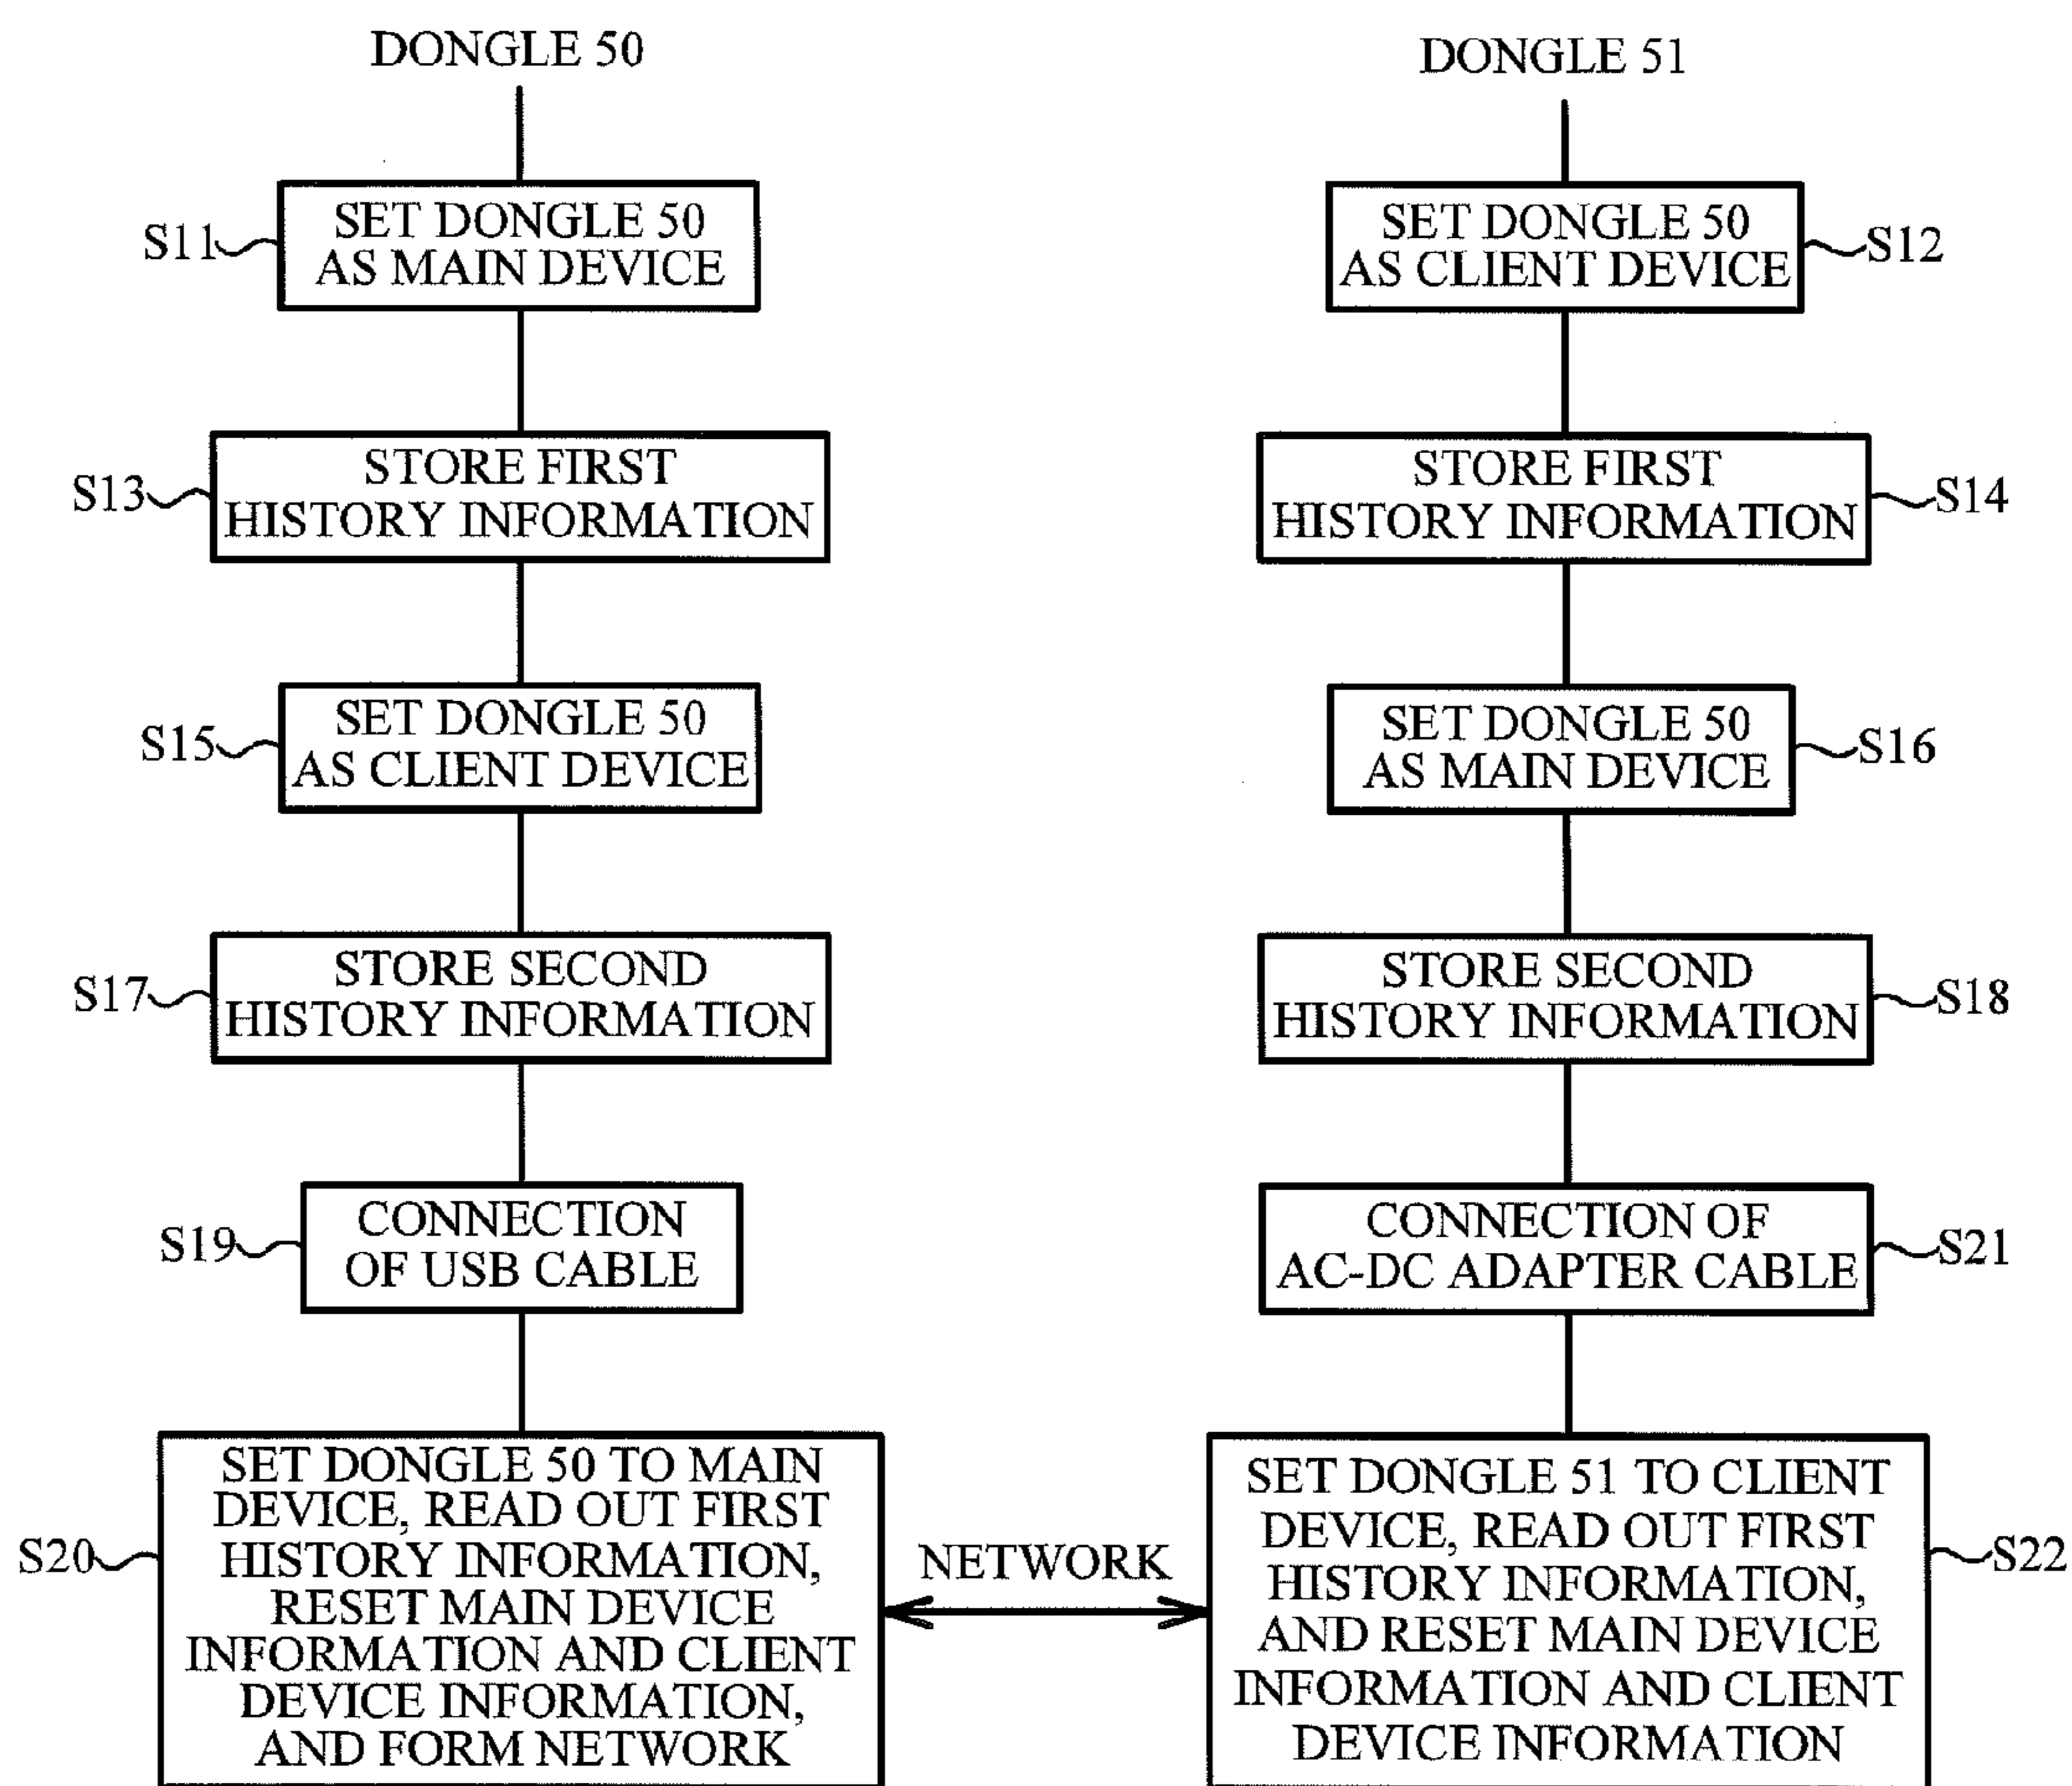 DONGLE 50
S11
SET DONGLE 50
AS MAIN DEVICE
S13
STORE FIRST
HISTORY INFORMATION
S15
SET DONGLE 50
AS CLIENT DEVICE
S17
STORE SECOND
HISTORY INFORMATION
S19
CONNECTION
OF USB CABLE
S20
SET DONGLE 50 TO MAIN
DEVICE, READ OUT FIRST
HISTORY INFORMATION,
RESET MAIN DEVICE
INFORMATION AND CLIENT
DEVICE INFORMATION,
AND FORM NETWORK
NETWORK
DONGLE 51
SET DONGLE 50
AS CLIENT DEVICE
S12
STORE FIRST
HISTORY INFORMATION
S14
SET DONGLE 50
AS MAIN DEVICE
S16
STORE SECOND
HISTORY INFORMATION
S18
CONNECTION OF
AC-DC ADAPTER CABLE
S21
SET DONGLE 51 TO CLIENT
DEVICE, READ OUT FIRST
HISTORY INFORMATION,
AND RESET MAIN DEVICE
INFORMATION AND CLIENT
DEVICE INFORMATION
S22